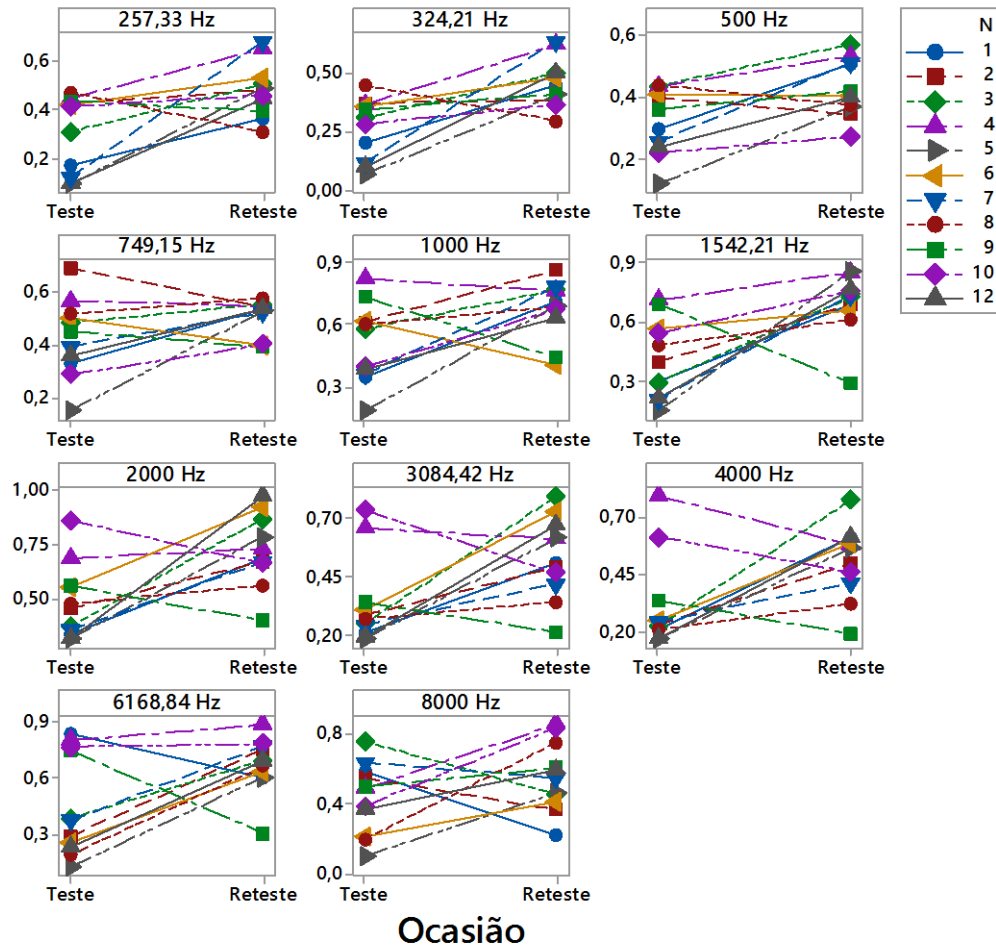 257,33 Hz
0,6
0,4
0,2
Teste Reteste
324,21 Hz
0,50
0,25
0,00
Teste Reteste
500 Hz
0,6
0,4
0,2
Teste Reteste
N
1
2
3
4
5
6
7
8
9
10
12
749,15 Hz
0,6
0,4
0,2
Teste Reteste
1000 Hz
0,9
0,6
0,3
Teste Reteste
1542,21 Hz
0,9
0,6
0,3
Teste Reteste
2000 Hz
1,00
0,75
0,50
Teste Reteste
3084,42 Hz
0,70
0,45
0,20
Teste Reteste
4000 Hz
0,70
0,45
0,20
Teste Reteste
6168,84 Hz
0,9
0,6
0,3
Teste Reteste
8000 Hz
0,8
0,4
0,0
Teste Reteste
Ocasião